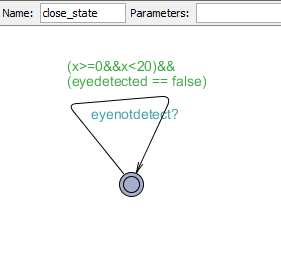 Name: close_state Parameters:
(x>=0&&x<20)&&
(eyedetected == false)
eyenotdetect?